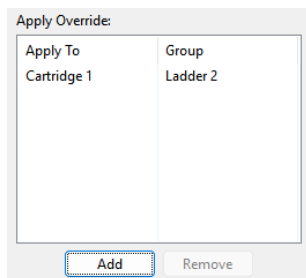 Apply Override:
Apply To Group
Cartridge 1 Ladder 2
Add Remove